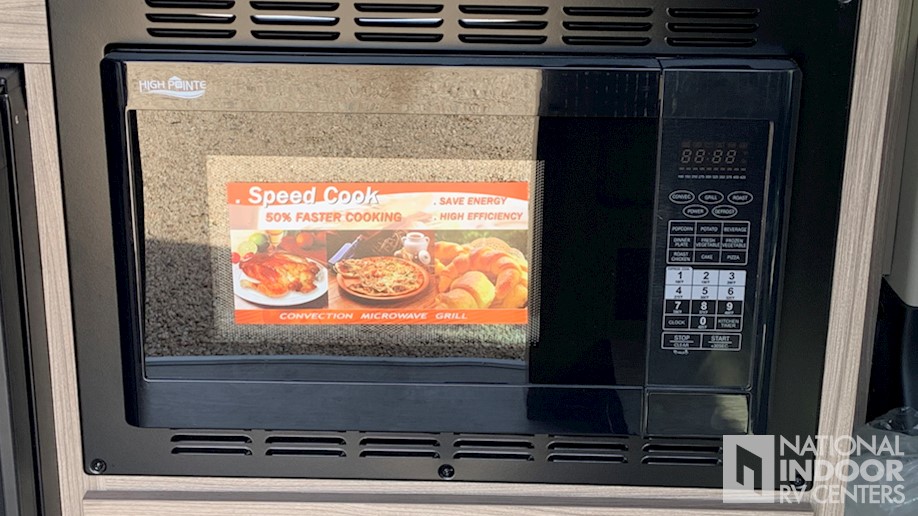 HIGH POINTE
. Speed Cook
50% FASTER COOKING
. SAVE ENERGY
. HIGH EFFICIENCY
CONVECTION MICROWAVE GRILL
88:88
CONVEC. GRILL ROAST
POWER DEFROST
POPCORN POTATO BEVERAGE
DINNER PLATE FRESH VEGETABLE FROZEN VEGETABLE
ROAST CHICKEN CAKE PIZZA
1 2 3
4 5 6
7 8 9
CLOCK 0 KITCHEN TIMER
STOP CLEAR START +30SEC
NATIONAL
INDOOR
RV CENTERS